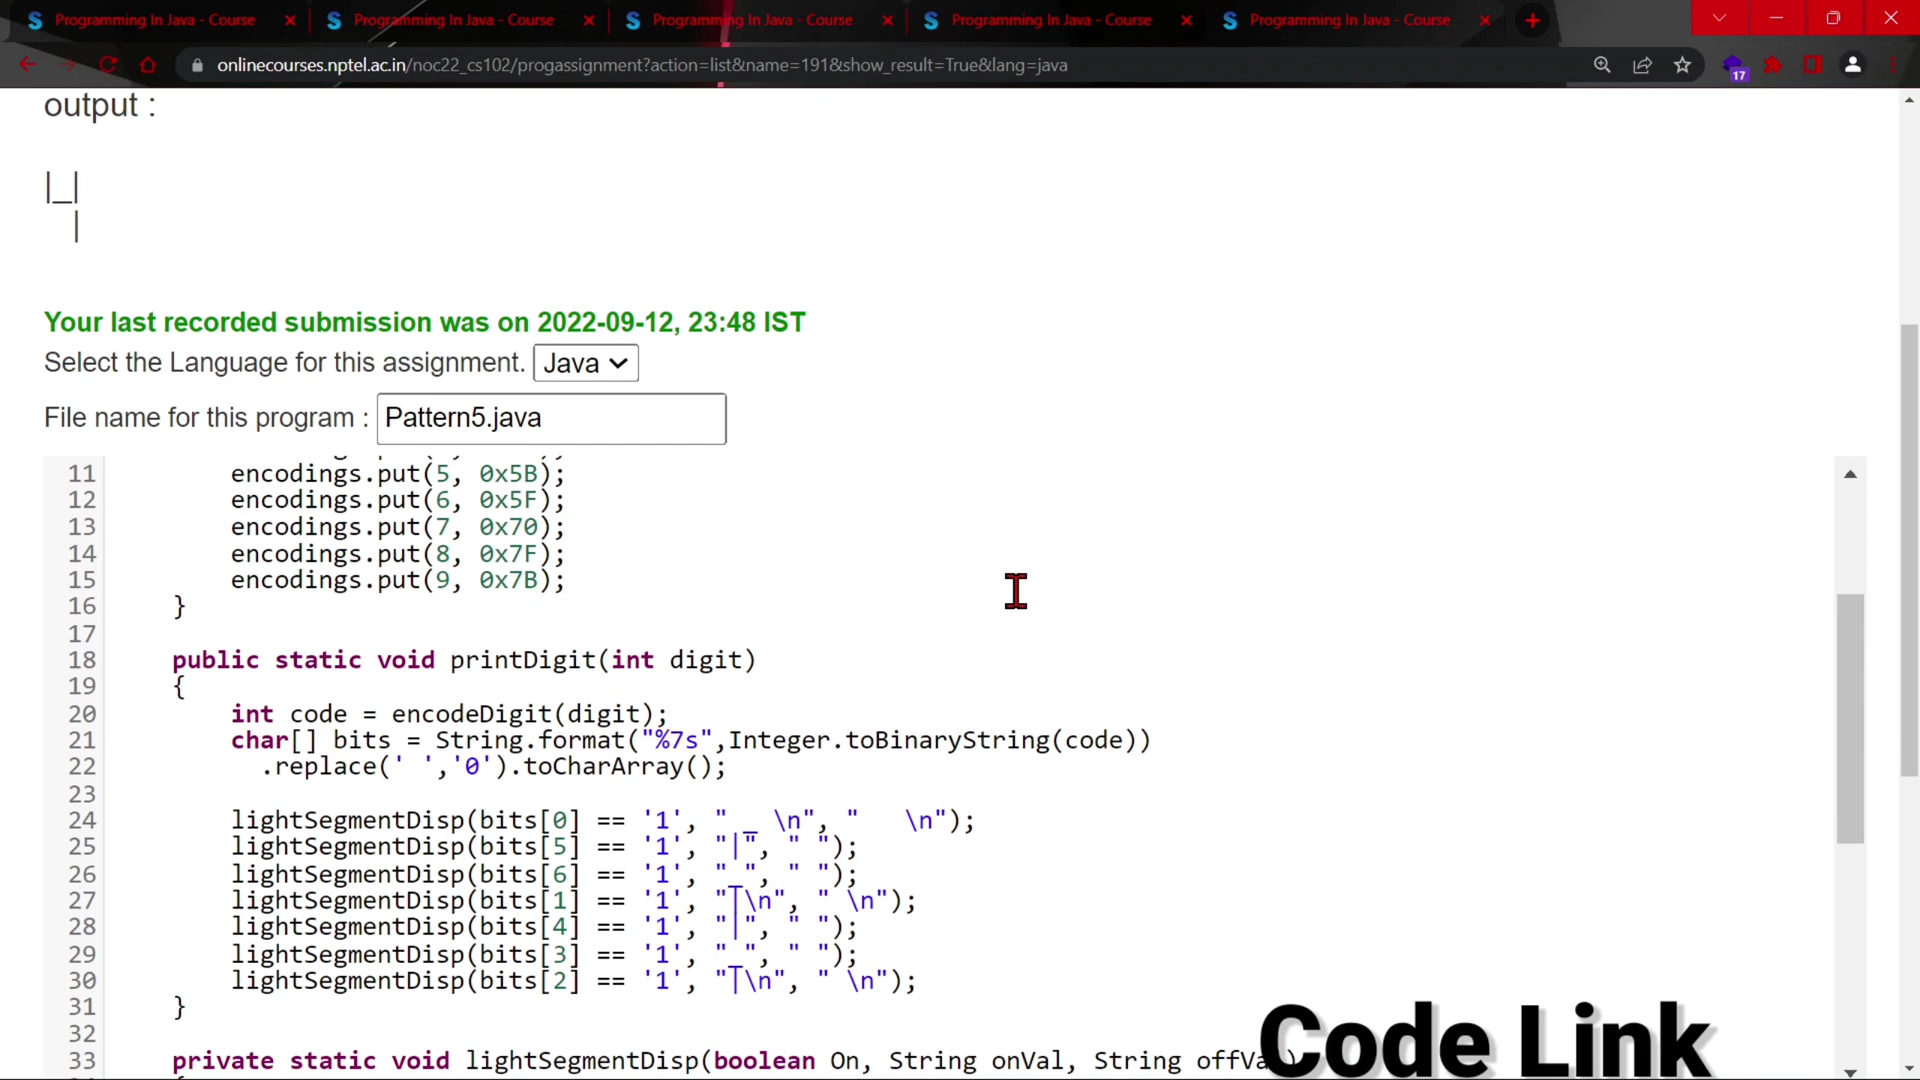 Programming In Java - Course
Programming In Java - Course
Programming In Java - Course
Programming In Java - Course
Programming In Java - Course
onlinecourses.nptel.ac.in/noc22_cs102/progassignment?action=list&name=191&show_result=True&lang=java
17
output :
|_|
  |
Your last recorded submission was on 2022-09-12, 23:48 IST
Select the Language for this assignment. Java
File name for this program : Pattern5.java
11 encodings.put(5, 0x5B);
12 encodings.put(6, 0x5F);
13 encodings.put(7, 0x70);
14 encodings.put(8, 0x7F);
15 encodings.put(9, 0x7B);
16 }
17
18 public static void printDigit(int digit)
19 {
20 int code = encodeDigit(digit);
21 char[] bits = String.format("%7s",Integer.toBinaryString(code))
22 .replace(' ','0').toCharArray();
23
24 lightSegmentDisp(bits[0] == '1', " _ \n", "   \n");
25 lightSegmentDisp(bits[5] == '1', "|", " ");
26 lightSegmentDisp(bits[6] == '1', "_", " ");
27 lightSegmentDisp(bits[1] == '1', "|\n", " \n");
28 lightSegmentDisp(bits[4] == '1', "|", " ");
29 lightSegmentDisp(bits[3] == '1', "_", " ");
30 lightSegmentDisp(bits[2] == '1', "|\n", " \n");
31 }
32
33 private static void lightSegmentDisp(boolean On, String onVal, String offVa
Code Link